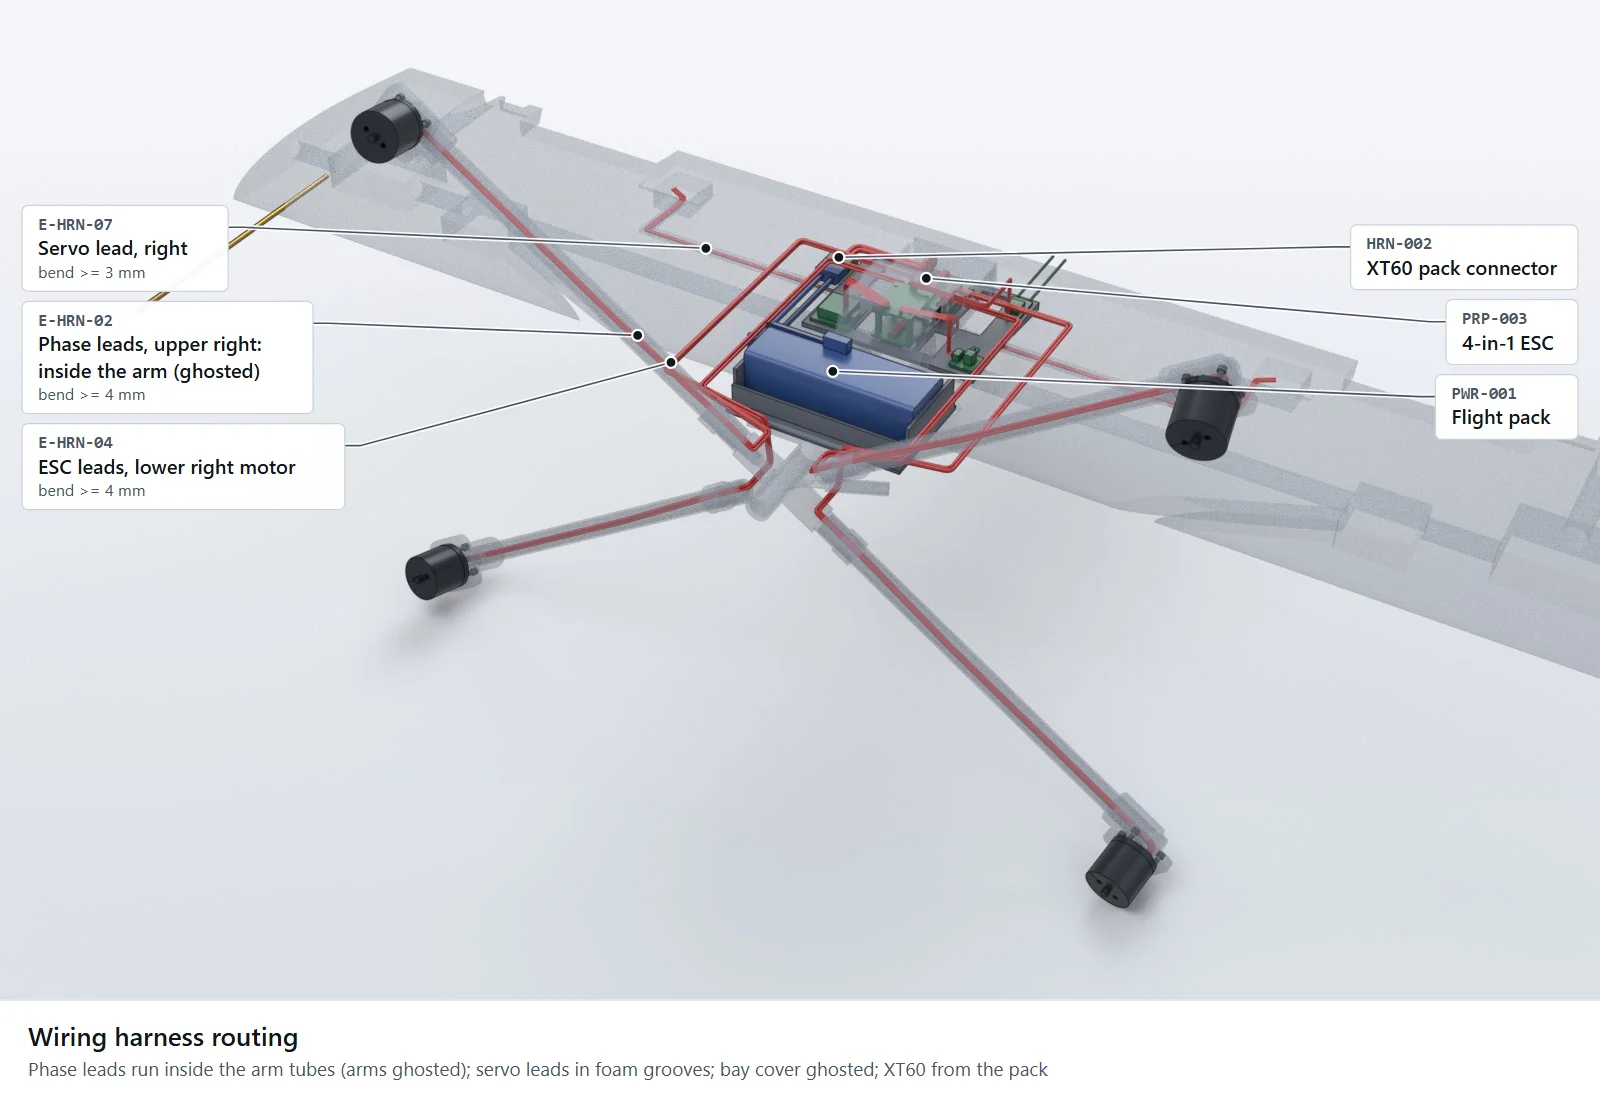 E-HRN-07
Servo lead, right
bend >= 3 mm
E-HRN-02
Phase leads, upper right:
inside the arm (ghosted)
bend >= 4 mm
E-HRN-04
ESC leads, lower right motor
bend >= 4 mm
HRN-002
XT60 pack connector
PRP-003
4-in-1 ESC
PWR-001
Flight pack
Wiring harness routing
Phase leads run inside the arm tubes (arms ghosted); servo leads in foam grooves; bay cover ghosted; XT60 from the pack